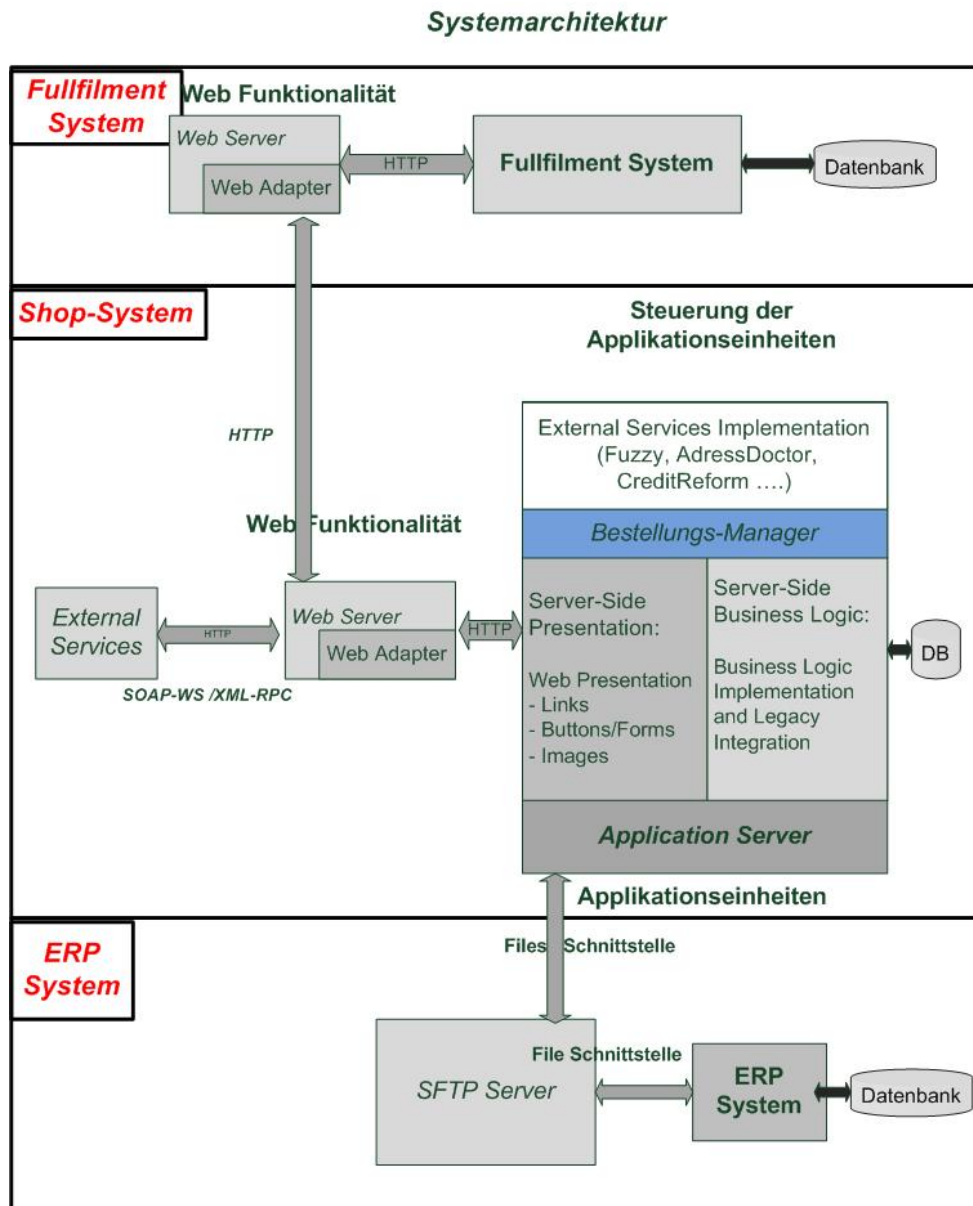 Systemarchitektur
Fullfilment
System
Web Funktionalität
Web Server
Web Adapter
HTTP
Fullfilment System
Datenbank
Shop-System
Steuerung der
Applikationseinheiten
HTTP
External Services Implementation
(Fuzzy, AdressDoctor,
CreditReform ....)
Web Funktionalität
Bestellungs-Manager
External
Services
HTTP
SOAP-WS /XML-RPC
Web Server
Web Adapter
HTTP
Server-Side
Presentation:
Web Presentation
- Links
- Buttons/Forms
- Images
Server-Side
Business Logic:
Business Logic
Implementation
and Legacy
Integration
DB
Application Server
Applikationseinheiten
ERP
System
Files Schnittstelle
SFTP Server
File Schnittstelle
ERP
System
Datenbank